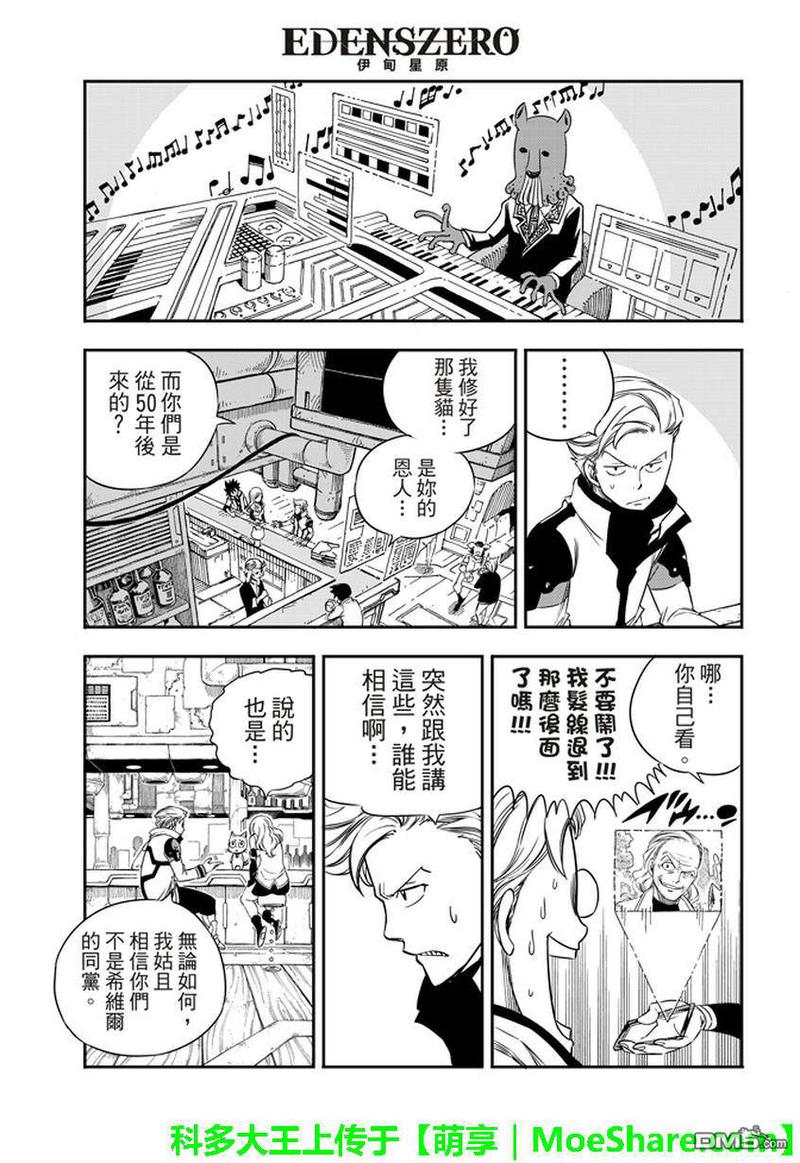 EDENSZERO
伊甸星原
………
我修好了
那隻貓…
是妳的
恩人…
而你們是
從50年後
來的？
哪…
你自己看。
不要鬧了!!!
我髮線退到
那麼後面
了嗎!!!
突然跟我講
這些，誰能
相信啊…
說的
也是…
無論如何，
我姑且
相信你們
不是希維爾
的同黨。
科多大王上传于【萌享｜MoeShare.com】